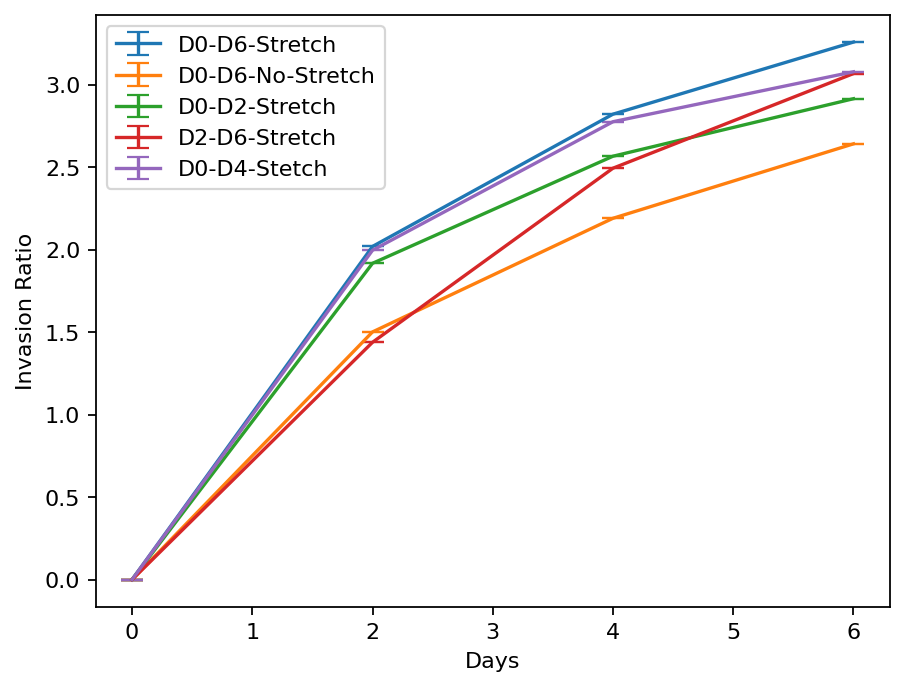 D0-D6-Stretch
D0-D6-No-Stretch
D0-D2-Stretch
D2-D6-Stretch
D0-D4-Stetch
3.0
2.5
2.0
1.5
1.0
0.5
0.0
Invasion Ratio
0 1 2 3 4 5 6
Days